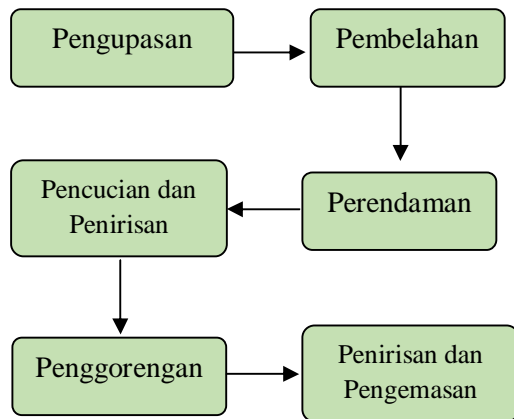 Pengupasan
Pembelahan
Perendaman
Pencucian dan
Penirisan
Penggorengan
Penirisan dan
Pengemasan